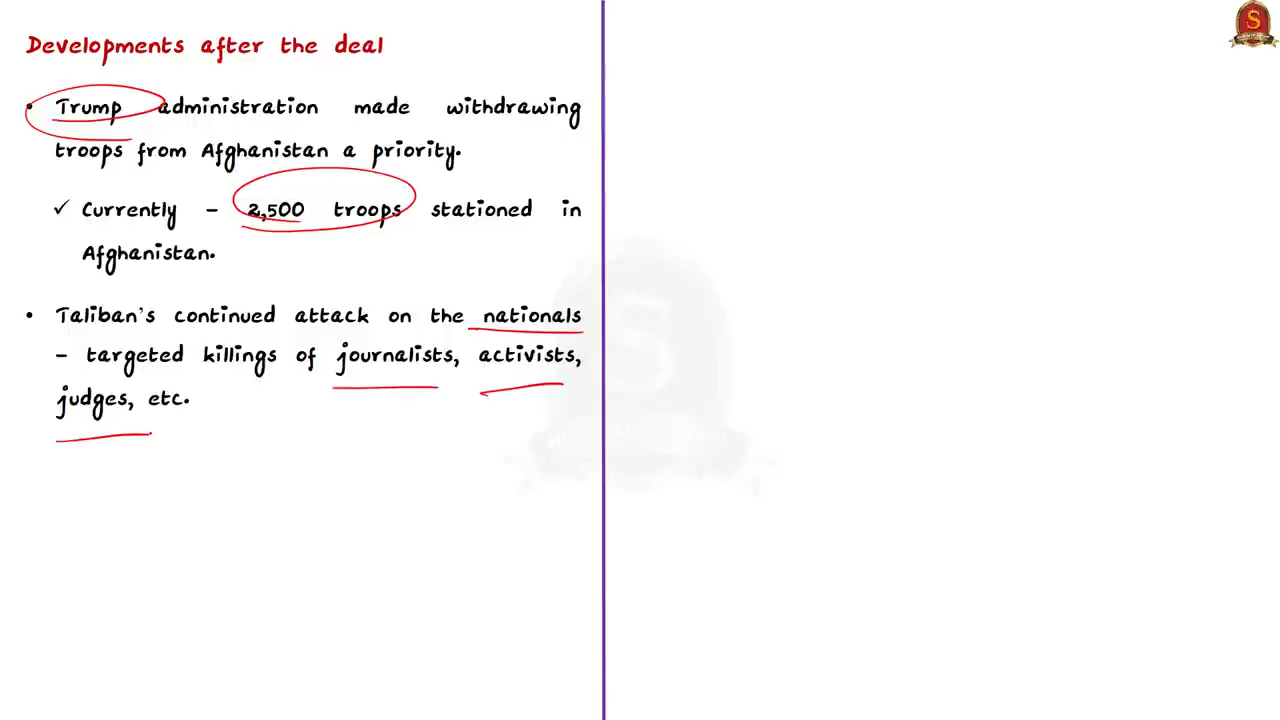 Developments after the deal
• Trump administration made withdrawing
troops from Afghanistan a priority.
✓ Currently – 2,500 troops stationed in
Afghanistan.
• Taliban's continued attack on the nationals
– targeted killings of journalists, activists,
judges, etc.
S